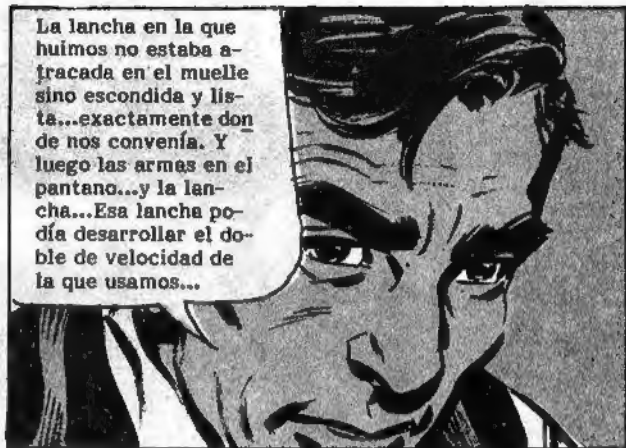 La lancha en la que
huimos no estaba a-
tracada en el muelle
sino escondida y lis-
ta...exactamente don
de nos convenía. Y
luego las armas en el
pantano...y la lan-
cha...Esa lancha po-
día desarrollar el do-
ble de velocidad de
la que usamos...